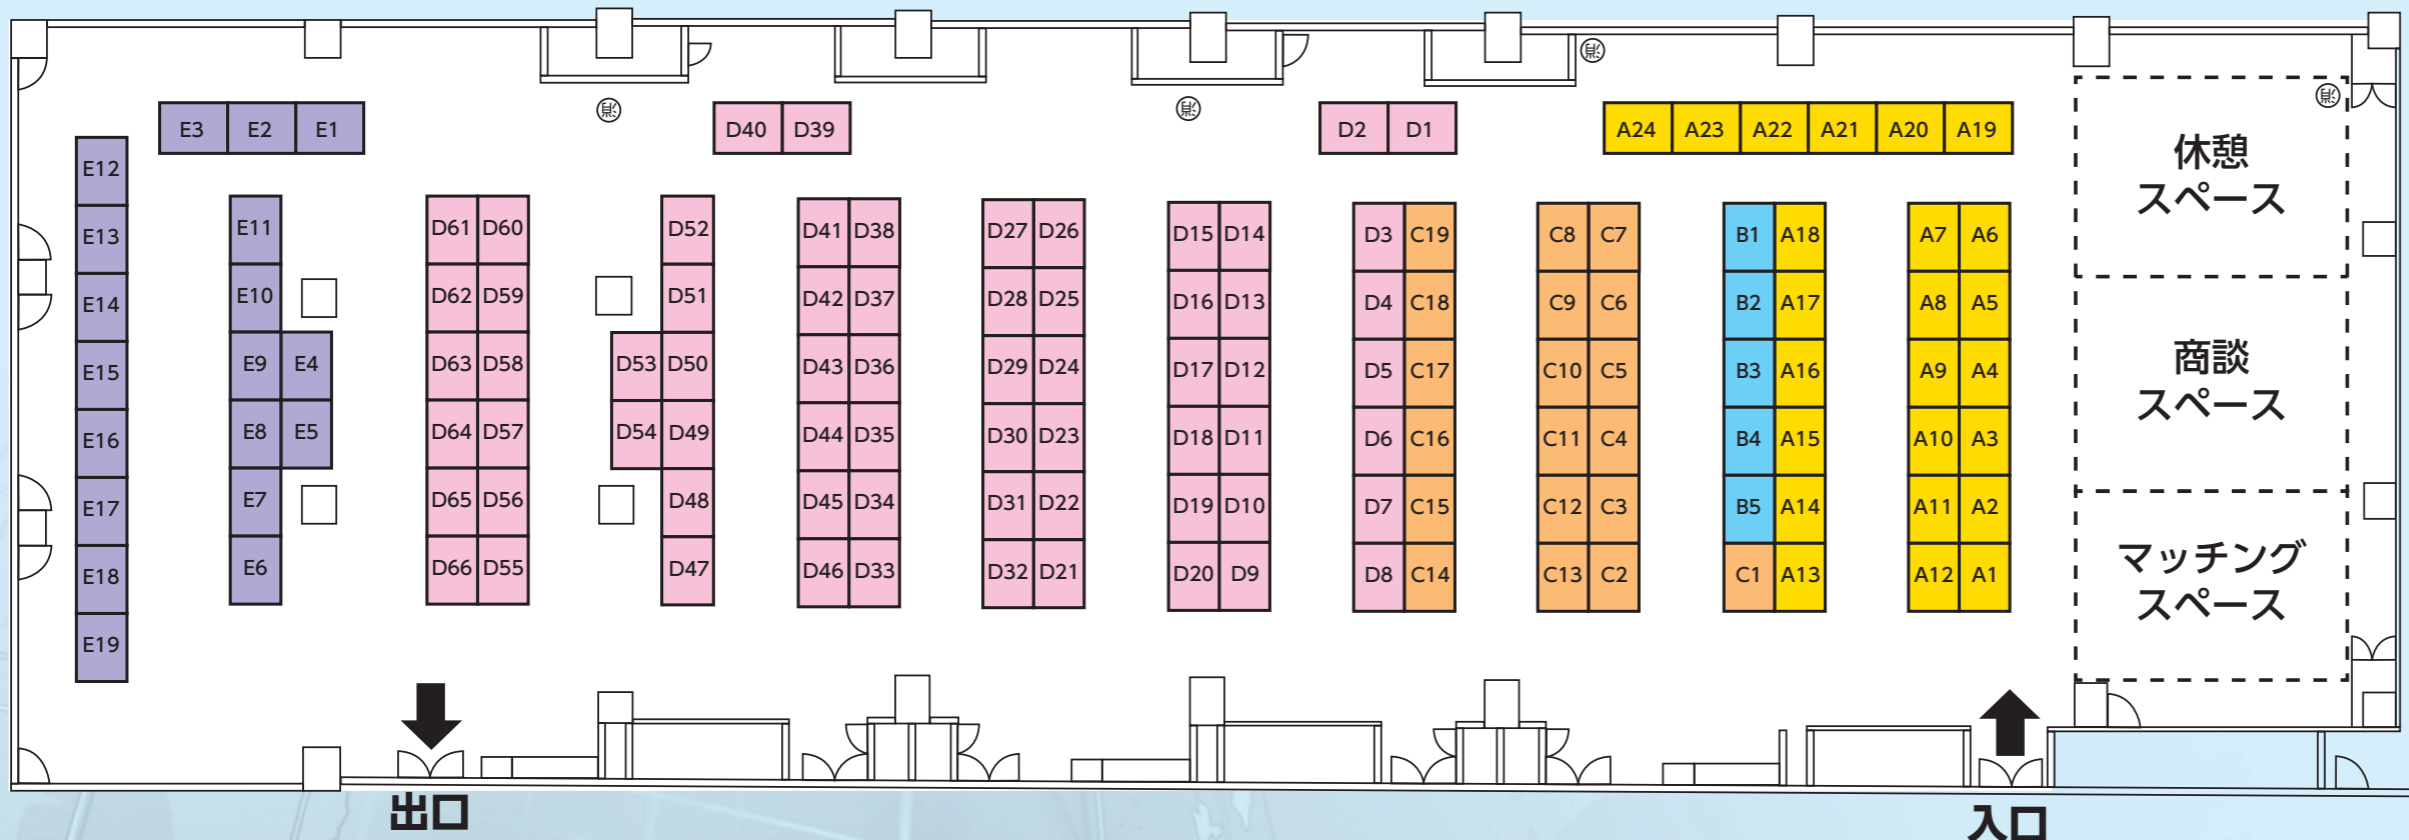 消
消
消
消
E3 E2 E1
D40 D39
D2 D1
A24 A23 A22 A21 A20 A19
休憩
スペース
E12
E13
E14
E15
E16
E17
E18
E19
E11
E10
E9 E4
E8 E5
E7
E6
D61 D60
D62 D59
D63 D58
D64 D57
D65 D56
D66 D55
D52
D51
D53 D50
D54 D49
D48
D47
D41 D38
D42 D37
D43 D36
D44 D35
D45 D34
D46 D33
D27 D26
D28 D25
D29 D24
D30 D23
D31 D22
D32 D21
D15 D14
D16 D13
D17 D12
D18 D11
D19 D10
D20 D9
D3 C19
D4 C18
D5 C17
D6 C16
D7 C15
D8 C14
C8 C7
C9 C6
C10 C5
C11 C4
C12 C3
C13 C2
B1 A18
B2 A17
B3 A16
B4 A15
B5 A14
C1 A13
A7 A6
A8 A5
A9 A4
A10 A3
A11 A2
A12 A1
商談
スペース
マッチング
スペース
出口
入口